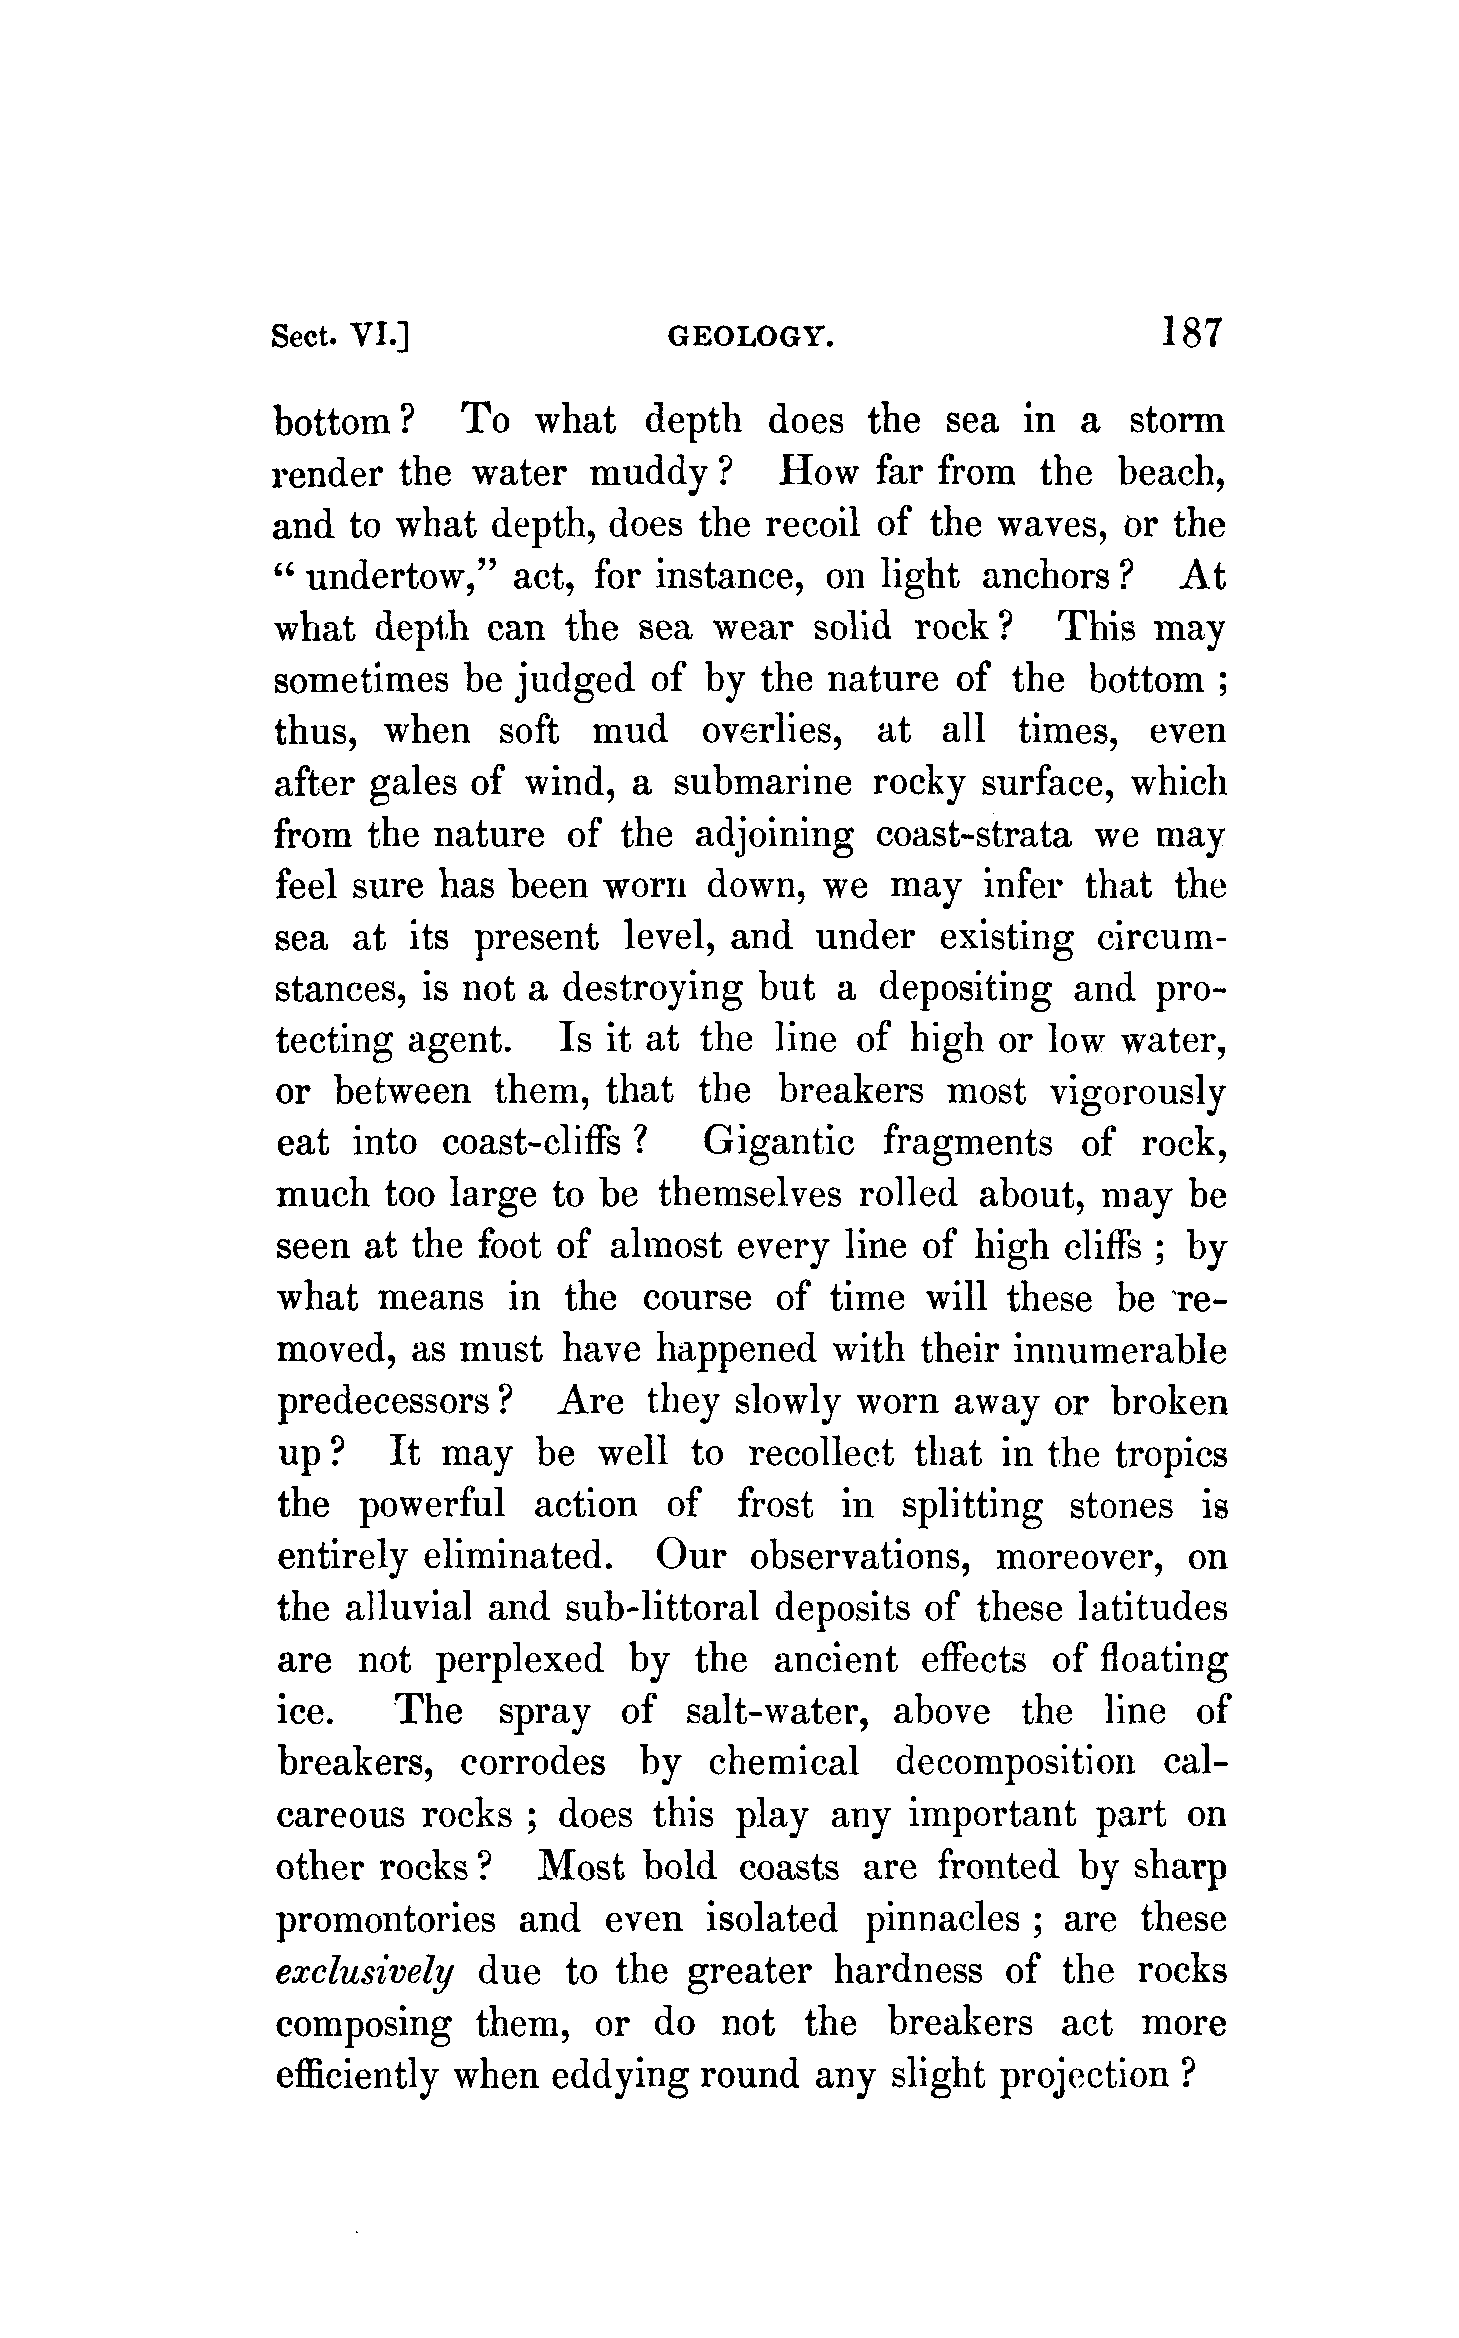 Sect. VI.] GEOLOGY. 187
bottom? To what depth does the sea in a storm
render the water muddy? How far from the beach,
and to what depth, does the recoil of the waves, or the
“undertow,” act, for instance, on light anchors? At
what depth can the sea wear solid rock? This may
sometimes be judged of by the nature of the bottom;
thus, when soft mud overlies, at all times, even
after gales of wind, a submarine rocky surface, which
from the nature of the adjoining coast-strata we may
feel sure has been worn down, we may infer that the
sea at its present level, and under existing circum-
stances, is not a destroying but a depositing and pro-
tecting agent. Is it at the line of high or low water,
or between them, that the breakers most vigorously
eat into coast-cliffs? Gigantic fragments of rock,
much too large to be themselves rolled about, may be
seen at the foot of almost every line of high cliffs; by
what means in the course of time will these be re-
moved, as must have happened with their innumerable
predecessors? Are they slowly worn away or broken
up? It may be well to recollect that in the tropics
the powerful action of frost in splitting stones is
entirely eliminated. Our observations, moreover, on
the alluvial and sub-littoral deposits of these latitudes
are not perplexed by the ancient effects of floating
ice. The spray of salt-water, above the line of
breakers, corrodes by chemical decomposition cal-
careous rocks; does this play any important part on
other rocks? Most bold coasts are fronted by sharp
promontories and even isolated pinnacles; are these
exclusively due to the greater hardness of the rocks
composing them, or do not the breakers act more
efficiently when eddying round any slight projection?